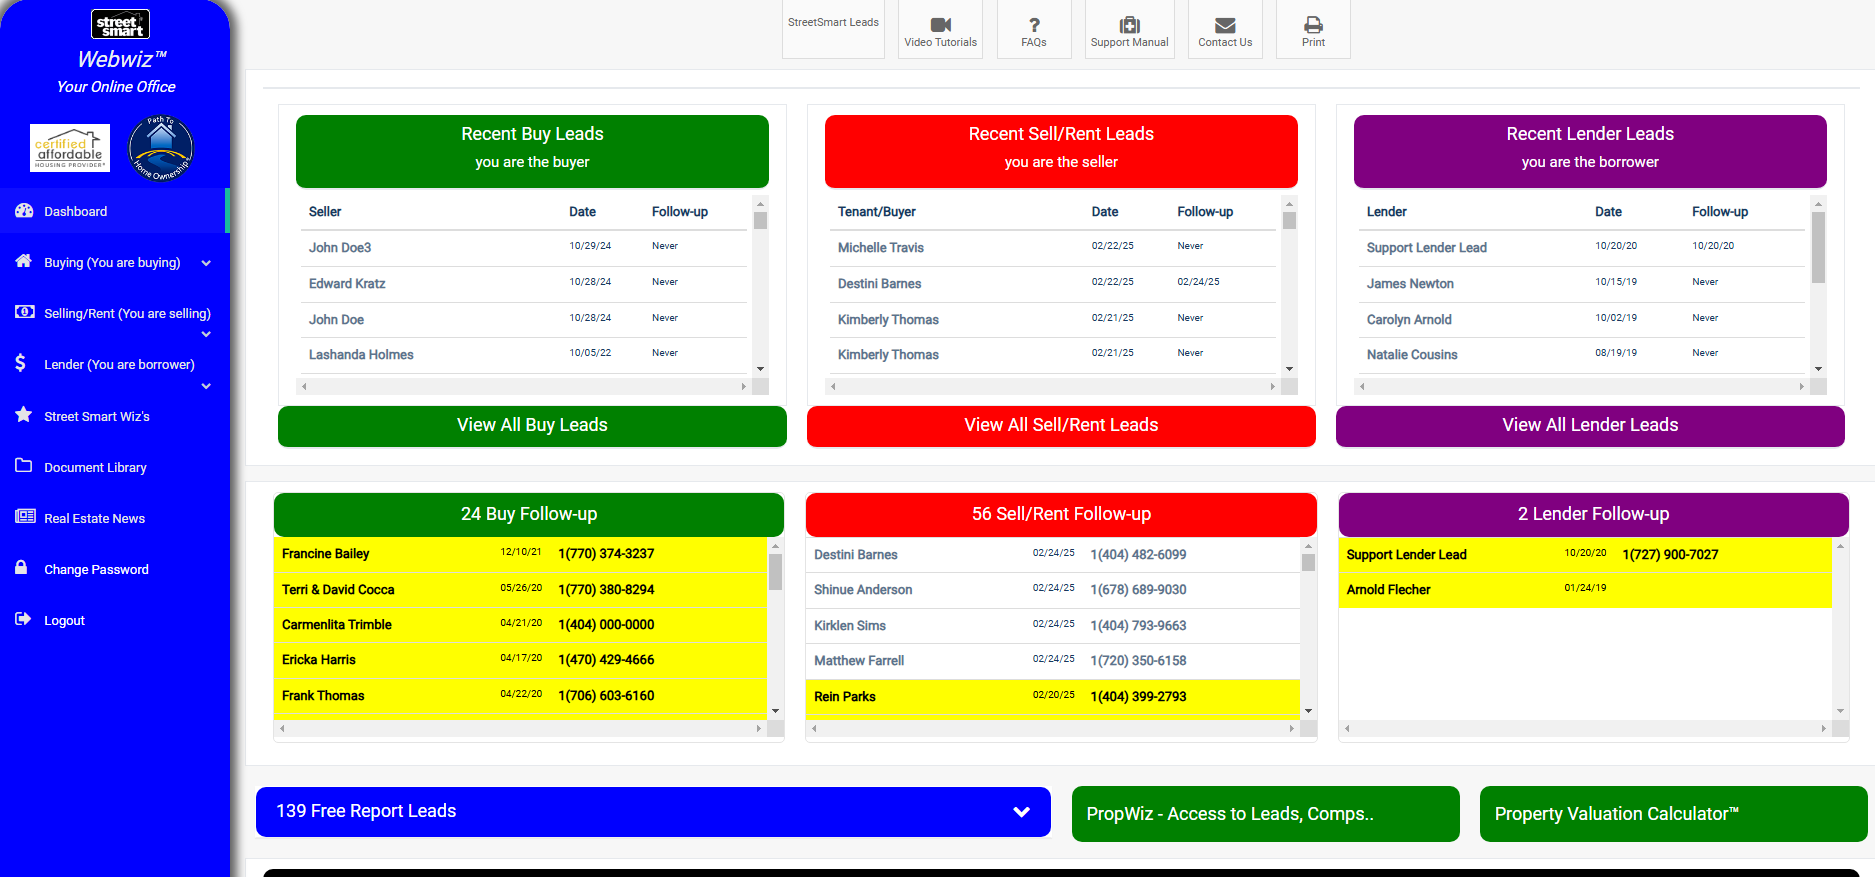 street
smart
Webwiz™
Your Online Office
certified
affordable
HOUSING PROVIDER®
Path To
Home Ownership
Dashboard
Buying (You are buying)
Selling/Rent (You are selling)
Lender (You are borrower)
Street Smart Wiz's
Document Library
Real Estate News
Change Password
Logout
StreetSmart Leads
Video Tutorials
FAQs
Support Manual
Contact Us
Print
Recent Buy Leads
you are the buyer
Seller Date Follow-up
John Doe3 10/29/24 Never
Edward Kratz 10/28/24 Never
John Doe 10/28/24 Never
Lashanda Holmes 10/05/22 Never
View All Buy Leads
Recent Sell/Rent Leads
you are the seller
Tenant/Buyer Date Follow-up
Michelle Travis 02/22/25 Never
Destini Barnes 02/22/25 02/24/25
Kimberly Thomas 02/21/25 Never
Kimberly Thomas 02/21/25 Never
View All Sell/Rent Leads
Recent Lender Leads
you are the borrower
Lender Date Follow-up
Support Lender Lead 10/20/20 10/20/20
James Newton 10/15/19 Never
Carolyn Arnold 10/02/19 Never
Natalie Cousins 08/19/19 Never
View All Lender Leads
24 Buy Follow-up
Francine Bailey 12/10/21 1(770) 374-3237
Terri & David Cocca 05/26/20 1(770) 380-8294
Carmenlita Trimble 04/21/20 1(404) 000-0000
Ericka Harris 04/17/20 1(470) 429-4666
Frank Thomas 04/22/20 1(706) 603-6160
56 Sell/Rent Follow-up
Destini Barnes 02/24/25 1(404) 482-6099
Shinue Anderson 02/24/25 1(678) 689-9030
Kirklen Sims 02/24/25 1(404) 793-9663
Matthew Farrell 02/24/25 1(720) 350-6158
Rein Parks 02/20/25 1(404) 399-2793
2 Lender Follow-up
Support Lender Lead 10/20/20 1(727) 900-7027
Arnold Flecher 01/24/19
139 Free Report Leads
PropWiz - Access to Leads, Comps..
Property Valuation Calculator™